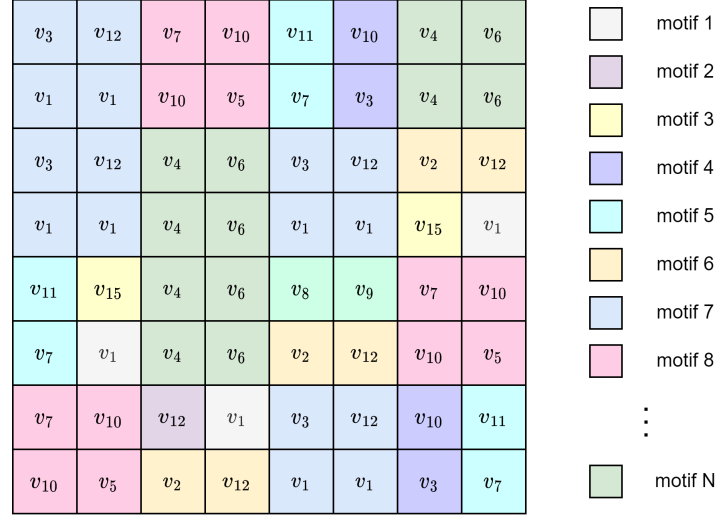 v3 v12 v7 v10 v11 v10 v4 v6
v1 v1 v10 v5 v7 v3 v4 v6
v3 v12 v4 v6 v3 v12 v2 v12
v1 v1 v4 v6 v1 v1 v15 v1
v11 v15 v4 v6 v8 v9 v7 v10
v7 v1 v4 v6 v2 v12 v10 v5
v7 v10 v12 v1 v3 v12 v10 v11
v10 v5 v2 v12 v1 v1 v3 v7
motif 1
motif 2
motif 3
motif 4
motif 5
motif 6
motif 7
motif 8
⋮
motif N